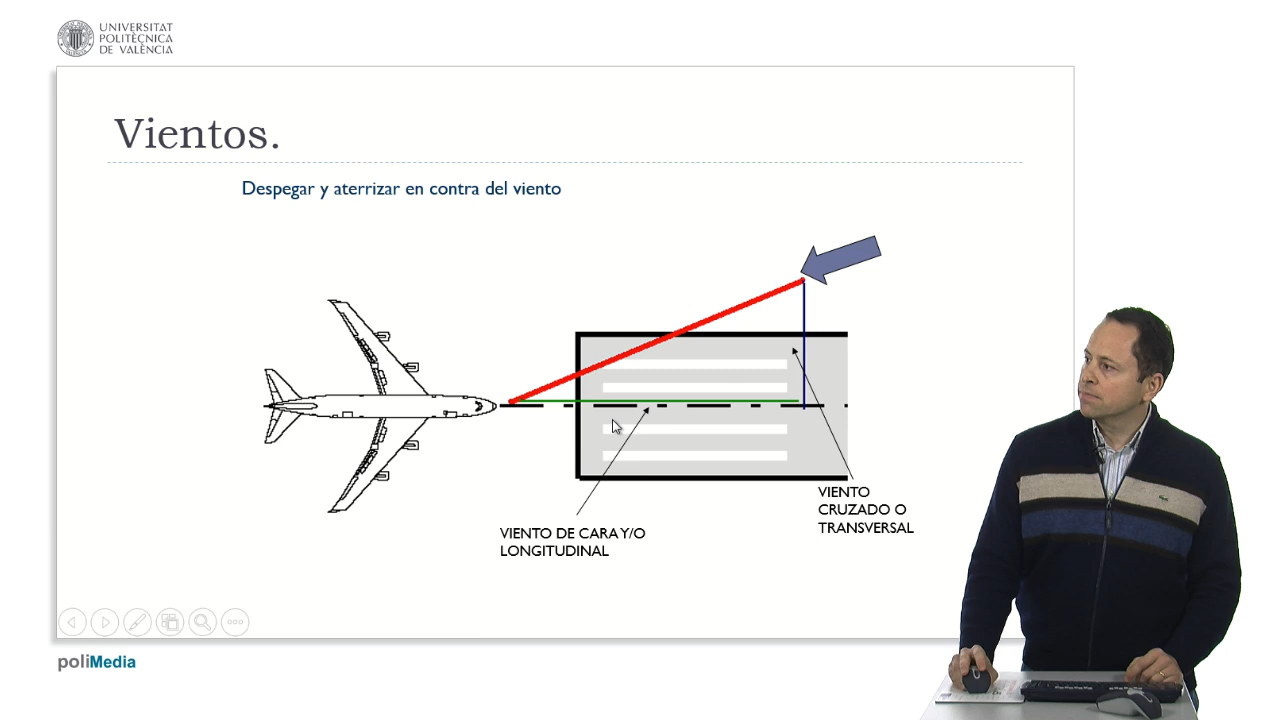 UNIVERSITAT
POLITÈCNICA
DE VALÈNCIA
Vientos.
Despegar y aterrizar en contra del viento
VIENTO
CRUZADO O
TRANSVERSAL
VIENTO DE CARA Y/O
LONGITUDINAL
poliMedia